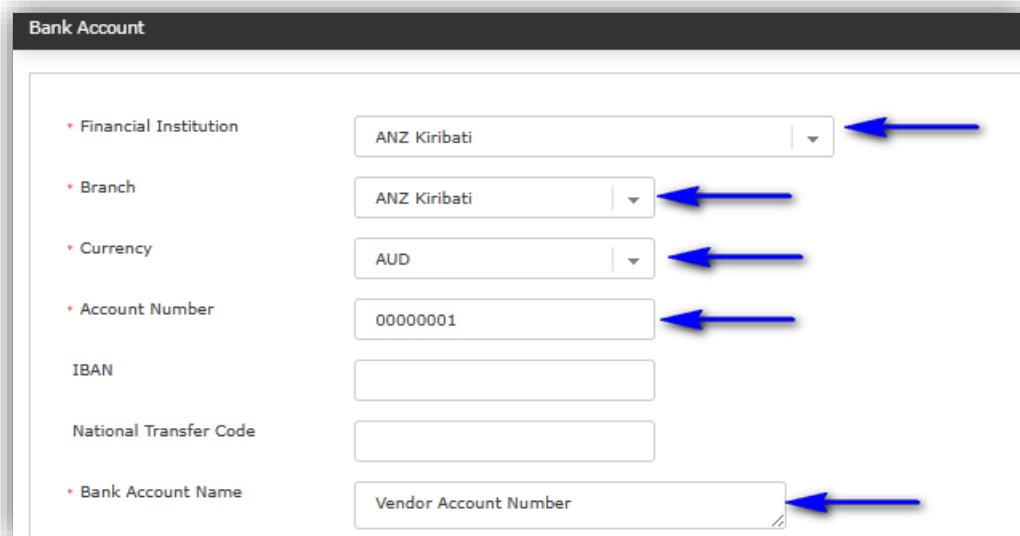 Bank Account
* Financial Institution ANZ Kiribati
* Branch ANZ Kiribati
* Currency AUD
* Account Number 00000001
IBAN
National Transfer Code
* Bank Account Name Vendor Account Number